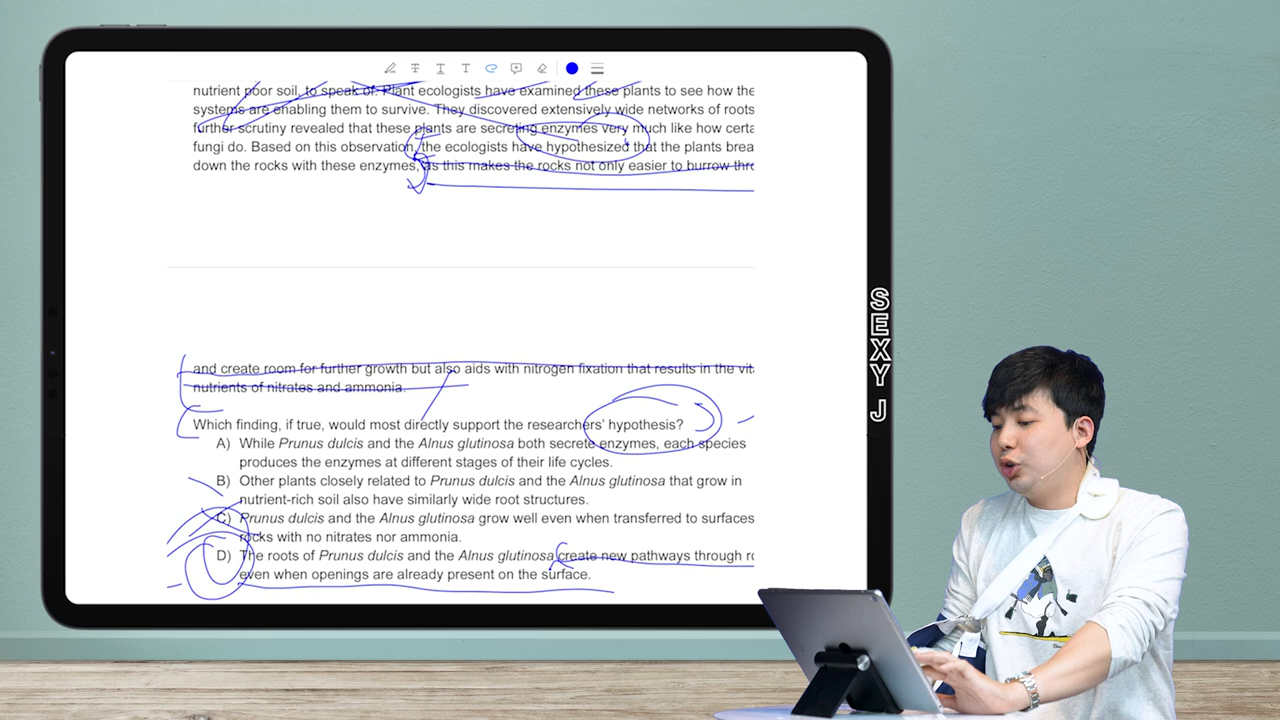 nutrient poor soil, to speak of. Plant ecologists have examined these plants to see how the
systems are enabling them to survive. They discovered extensively wide networks of roots
further scrutiny revealed that these plants are secreting enzymes very much like how certa
fungi do. Based on this observation, the ecologists have hypothesized that the plants brea
down the rocks with these enzymes, as this makes the rocks not only easier to burrow thro
and create room for further growth but also aids with nitrogen fixation that results in the vit
nutrients of nitrates and ammonia.
Which finding, if true, would most directly support the researchers' hypothesis?
A) While Prunus dulcis and the Alnus glutinosa both secrete enzymes, each species
produces the enzymes at different stages of their life cycles.
B) Other plants closely related to Prunus dulcis and the Alnus glutinosa that grow in
nutrient-rich soil also have similarly wide root structures.
C) Prunus dulcis and the Alnus glutinosa grow well even when transferred to surfaces
rocks with no nitrates nor ammonia.
D) The roots of Prunus dulcis and the Alnus glutinosa create new pathways through ro
even when openings are already present on the surface.
SEXY J